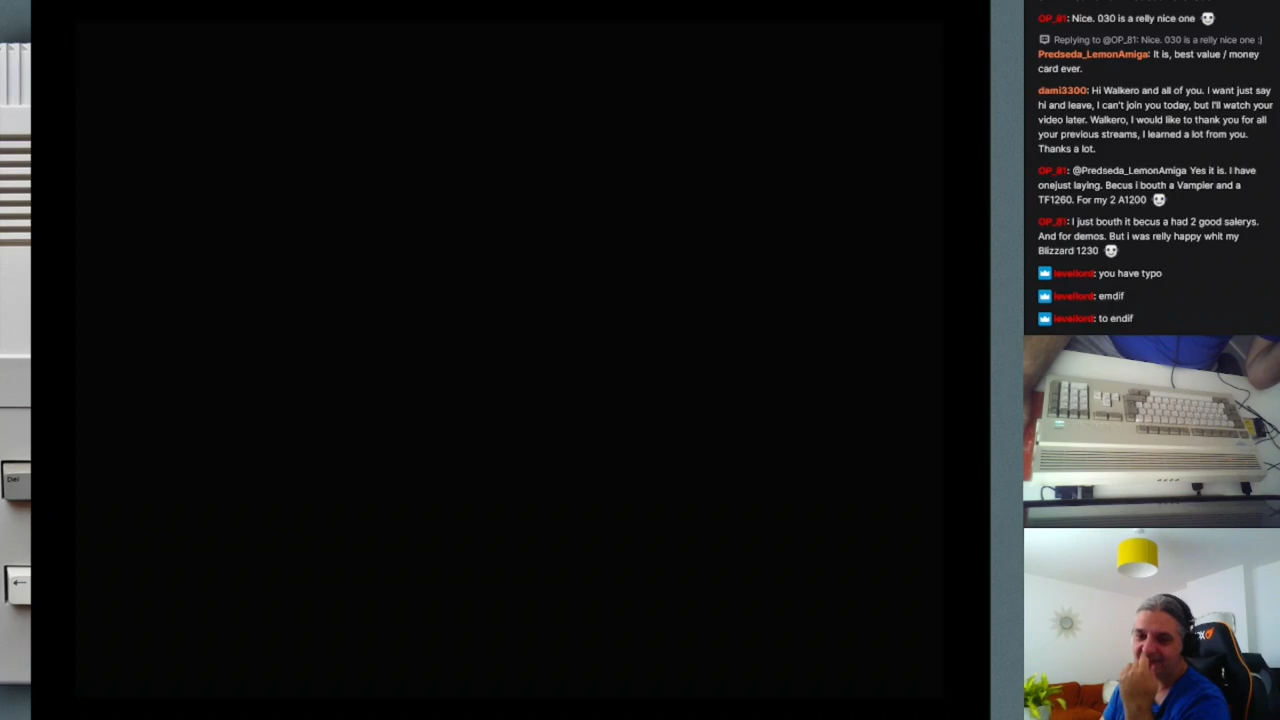 OP_81: Nice. 030 is a relly nice one
Replying to @OP_81: Nice. 030 is a relly nice one :)
Predseda_LemonAmiga: It is, best value / money
card ever.
dami3300: Hi Walkero and all of you. I want just say
hi and leave, I can't join you today, but I'll watch your
video later. Walkero, I would like to thank you for all
your previous streams, I learned a lot from you.
Thanks a lot.
OP_81: @Predseda_LemonAmiga Yes it is. I have
onejust laying. Becus i bouth a Vampier and a
TF1260. For my 2 A1200
OP_81: I just bouth it becus a had 2 good salerys.
And for demos. But i was relly happy whit my
Blizzard 1230
levellord: you have typo
levellord: emdif
levellord: to endif
Del